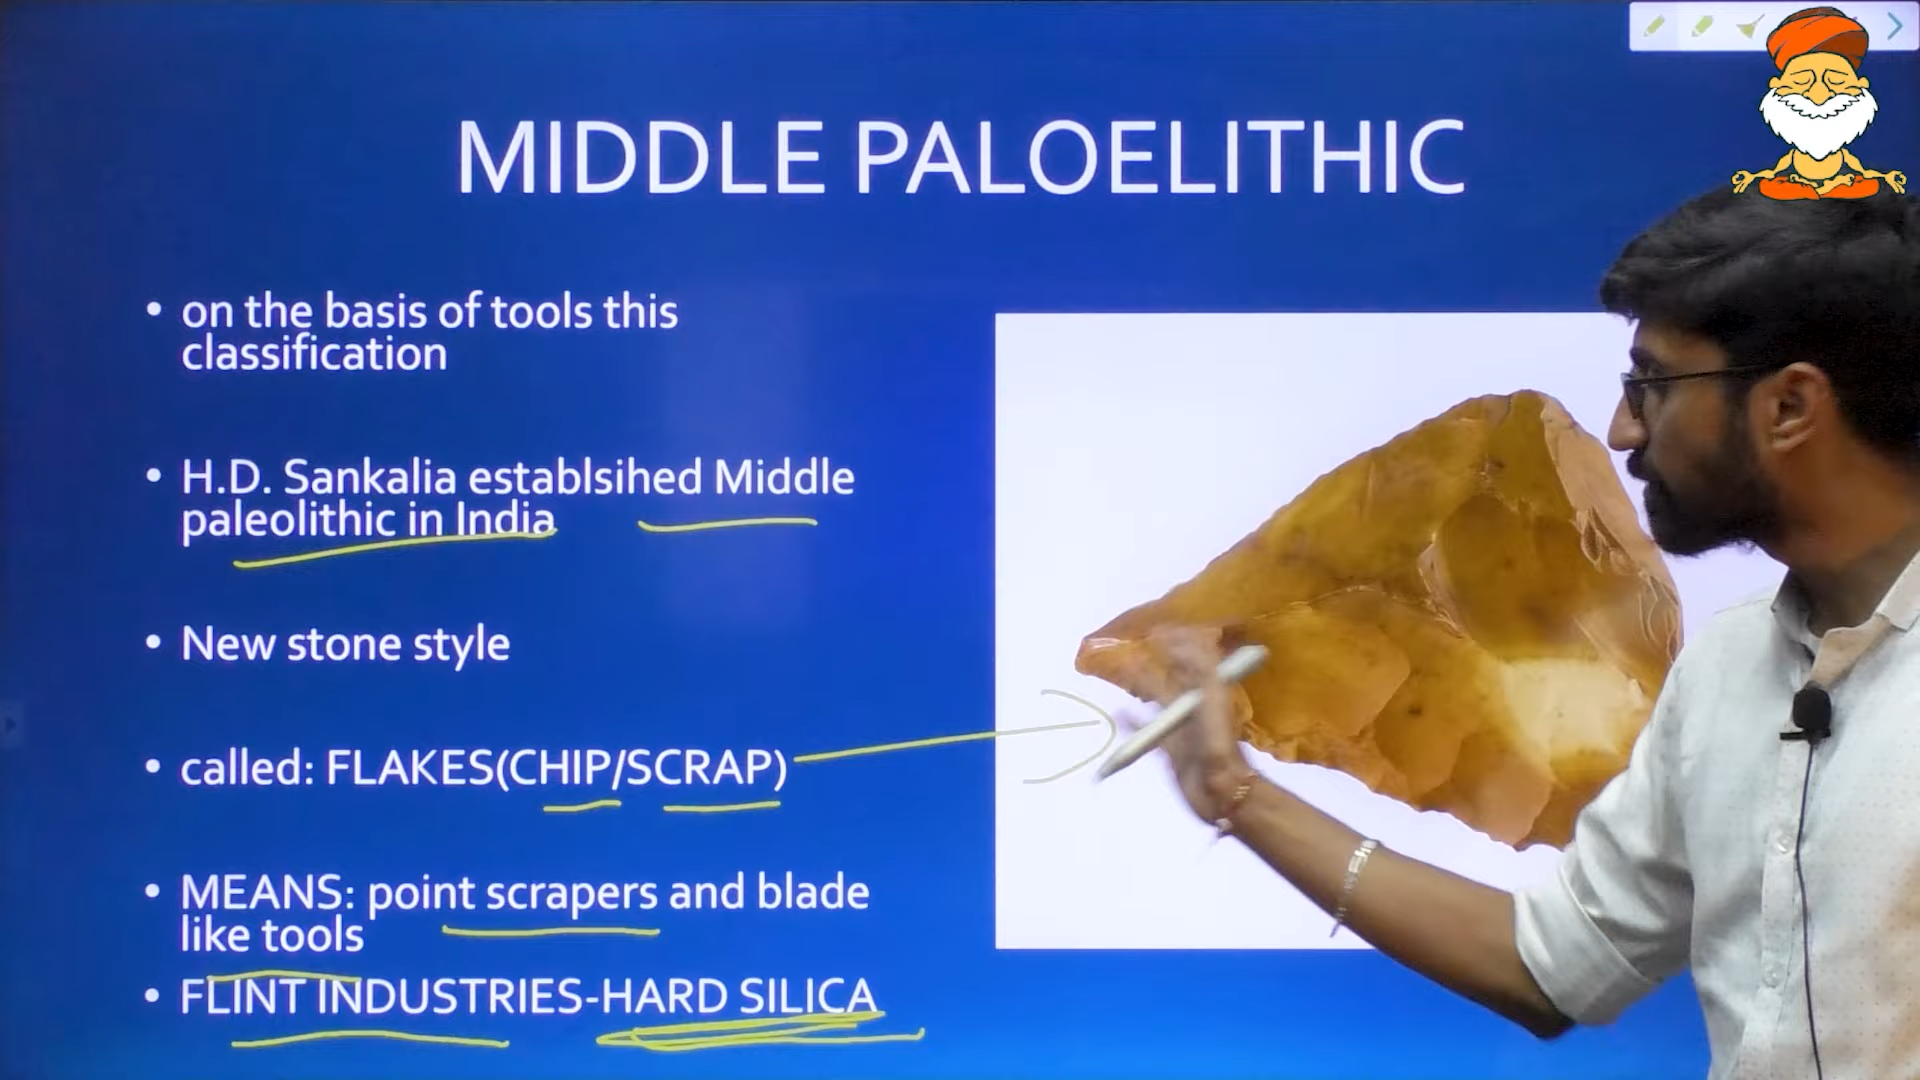 MIDDLE PALOELITHIC
• on the basis of tools this
classification
• H.D. Sankalia establsihed Middle
paleolithic in India
• New stone style
• called: FLAKES(CHIP/SCRAP)
• MEANS: point scrapers and blade
like tools
• FLINT INDUSTRIES-HARD SILICA